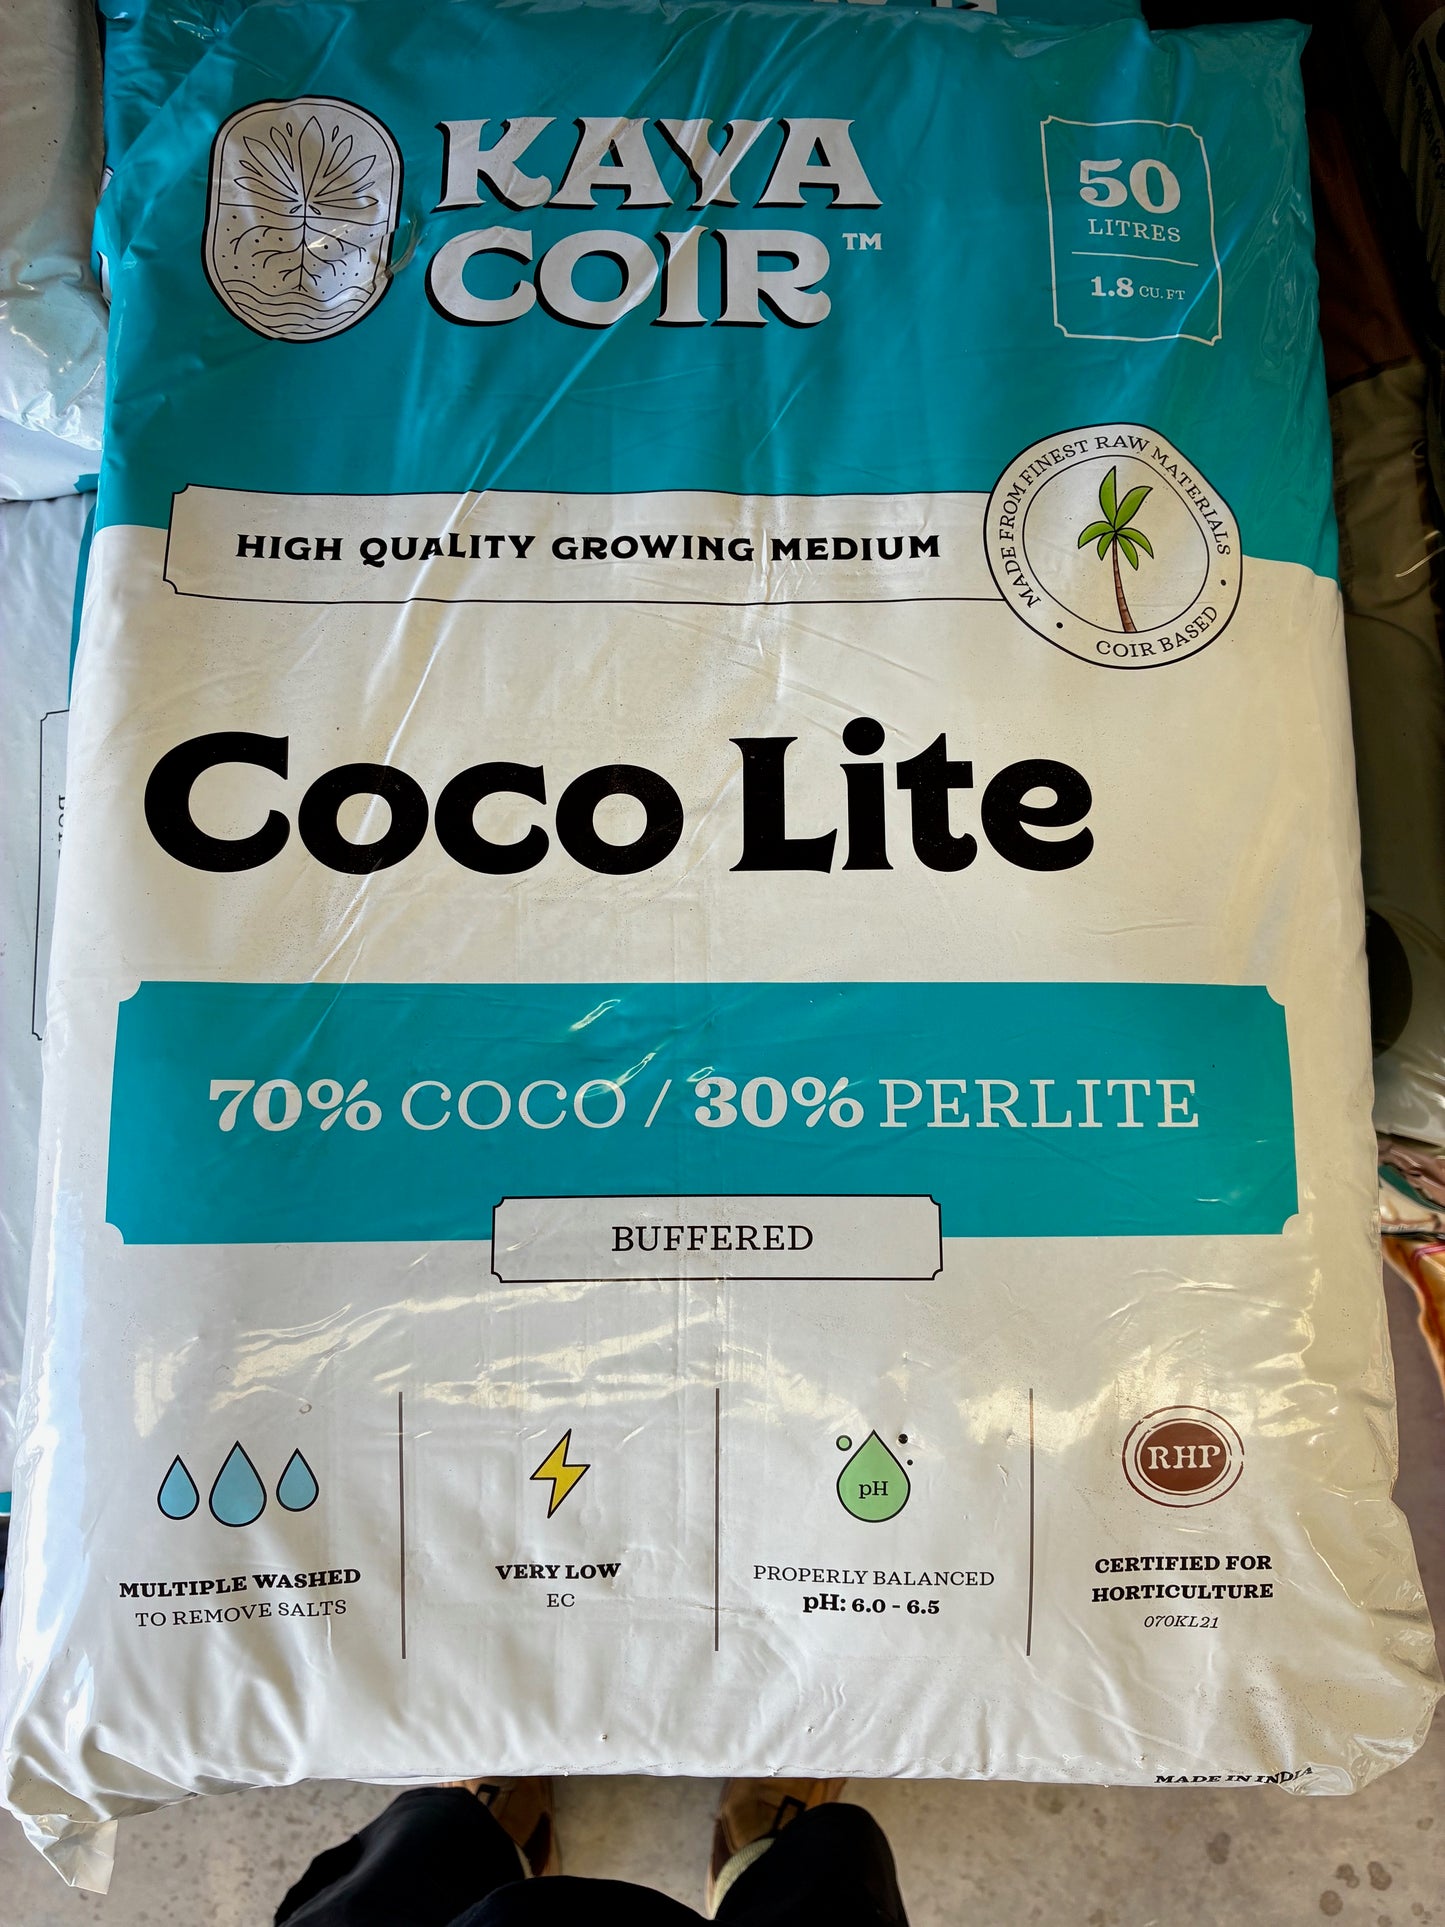 KAYA
COIR™
50
LITRES
1.8 CU. FT
HIGH QUALITY GROWING MEDIUM
MADE FROM FINEST RAW MATERIALS
• COIR BASED •
Coco Lite
70% COCO / 30% PERLITE
BUFFERED
MULTIPLE WASHED
TO REMOVE SALTS
VERY LOW
EC
pH
PROPERLY BALANCED
pH: 6.0 - 6.5
RHP
CERTIFIED FOR
HORTICULTURE
070KL21
MADE IN INDIA